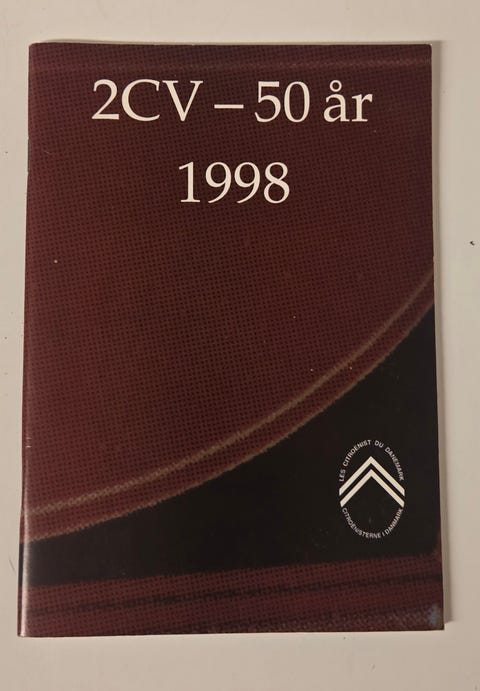 2CV – 50 år
1998
LES CITROËNIST DU DANEMARK
CITROËNISTERNE I DANMARK